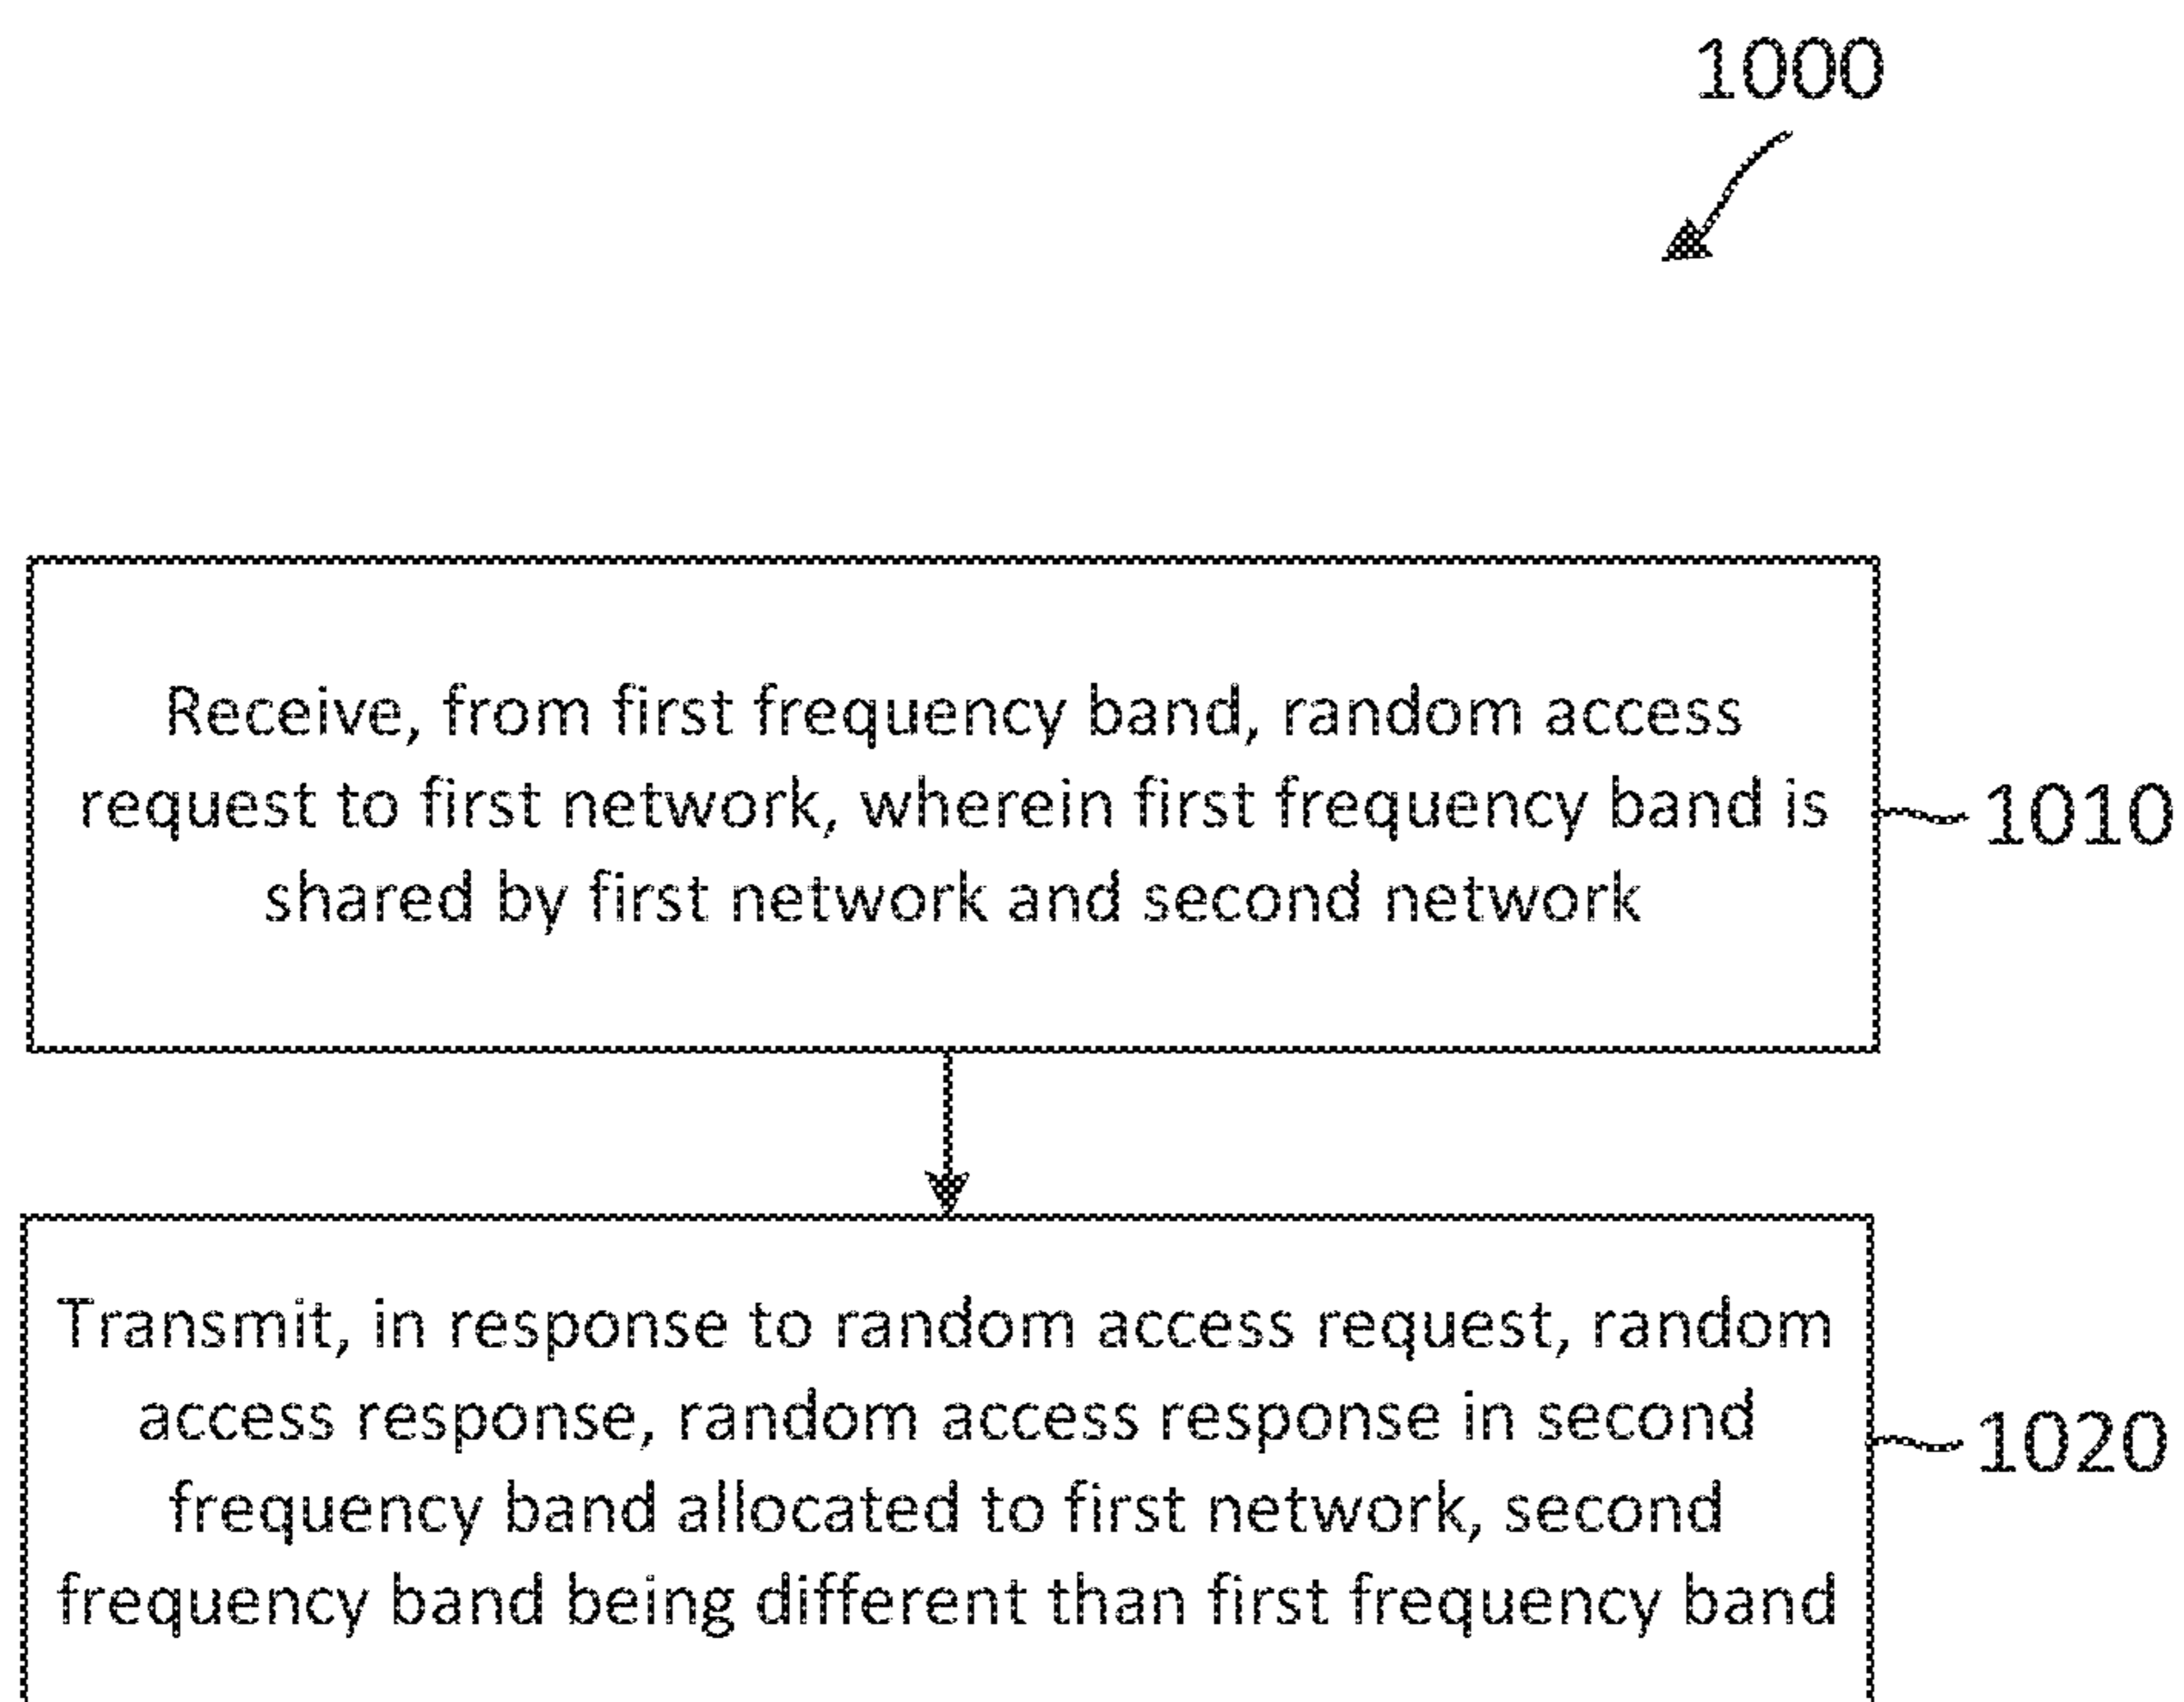 1000
Receive, from first frequency band, random access
request to first network, wherein first frequency band is
shared by first network and second network
1010
Transmit, in response to random access request, random
access response, random access response in second
frequency band allocated to first network, second
frequency band being different than first frequency band
1020